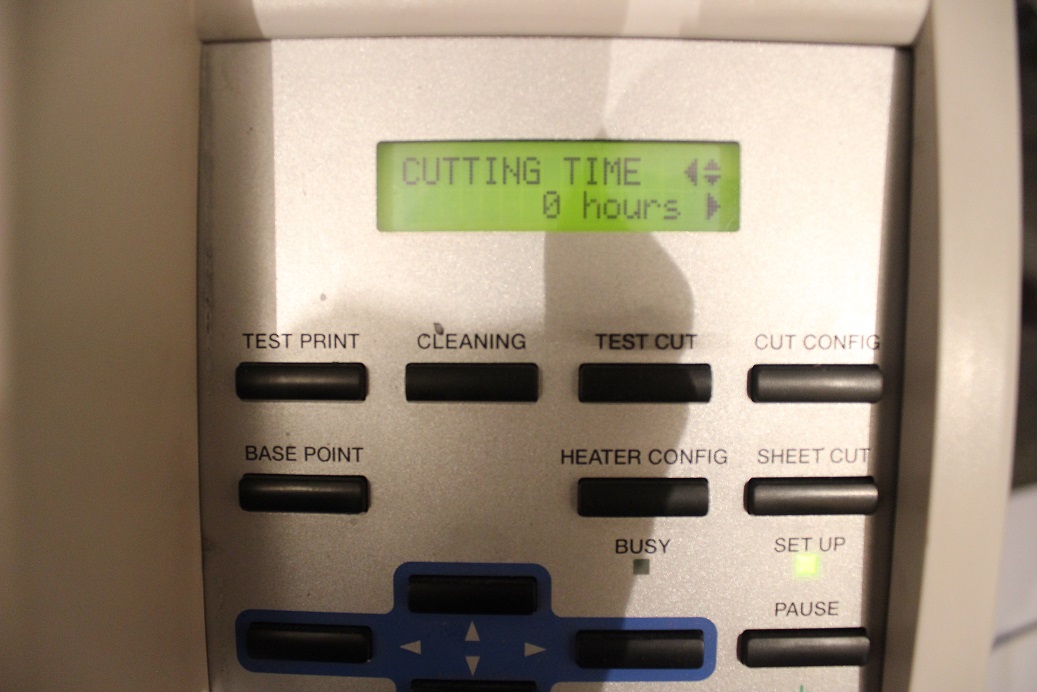 CUTTING TIME
0 hours
TEST PRINT CLEANING TEST CUT CUT CONFIG
BASE POINT HEATER CONFIG SHEET CUT
BUSY SET UP
PAUSE